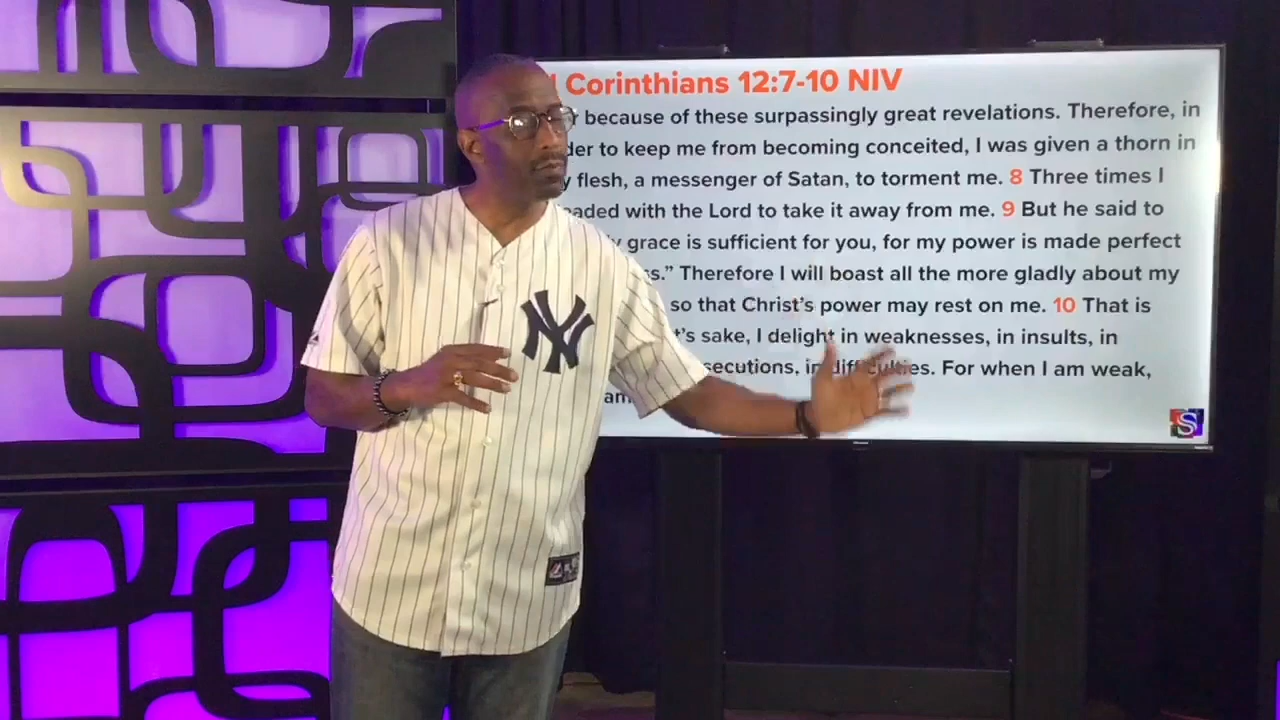 Corinthians 12:7-10 NIV
because of these surpassingly great revelations. Therefore, in
to keep me from becoming conceited, I was given a thorn in
flesh, a messenger of Satan, to torment me. 8 Three times I
with the Lord to take it away from me. 9 But he said to
grace is sufficient for you, for my power is made perfect
Therefore I will boast all the more gladly about my
so that Christ's power may rest on me. 10 That is
sake, I delight in weaknesses, in insults, in
in difficulties. For when I am weak,
am
NY
S